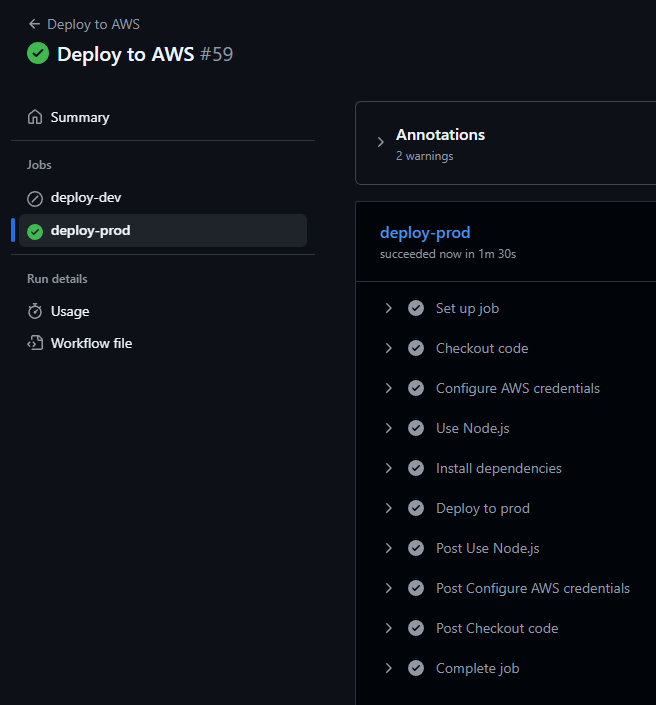 Deploy to AWS
Deploy to AWS #59
Summary
Jobs
deploy-dev
deploy-prod
Run details
Usage
Workflow file
Annotations
2 warnings
deploy-prod
succeeded now in 1m 30s
Set up job
Checkout code
Configure AWS credentials
Use Node.js
Install dependencies
Deploy to prod
Post Use Node.js
Post Configure AWS credentials
Post Checkout code
Complete job